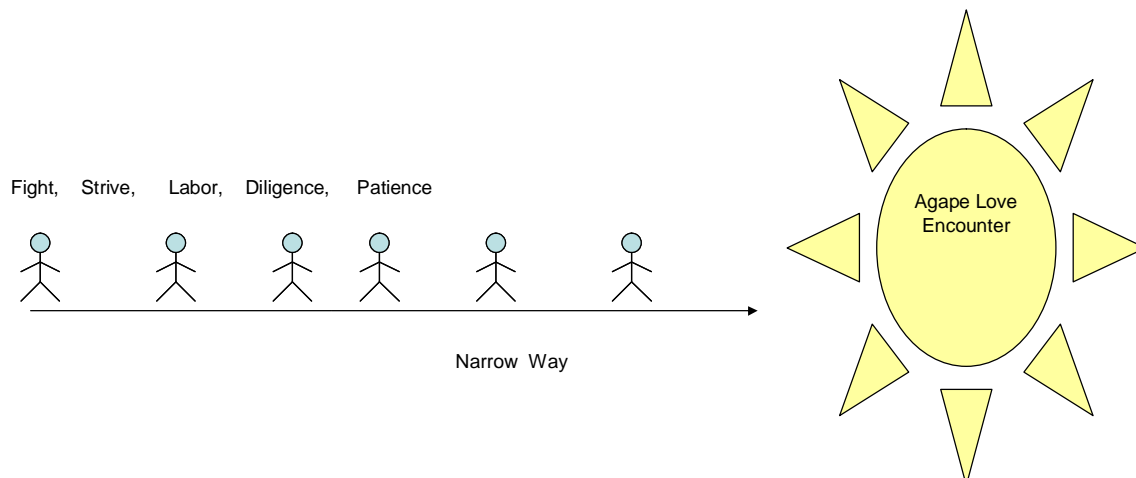 Fight, Strive, Labor, Diligence, Patience
Agape Love
Encounter
Narrow Way